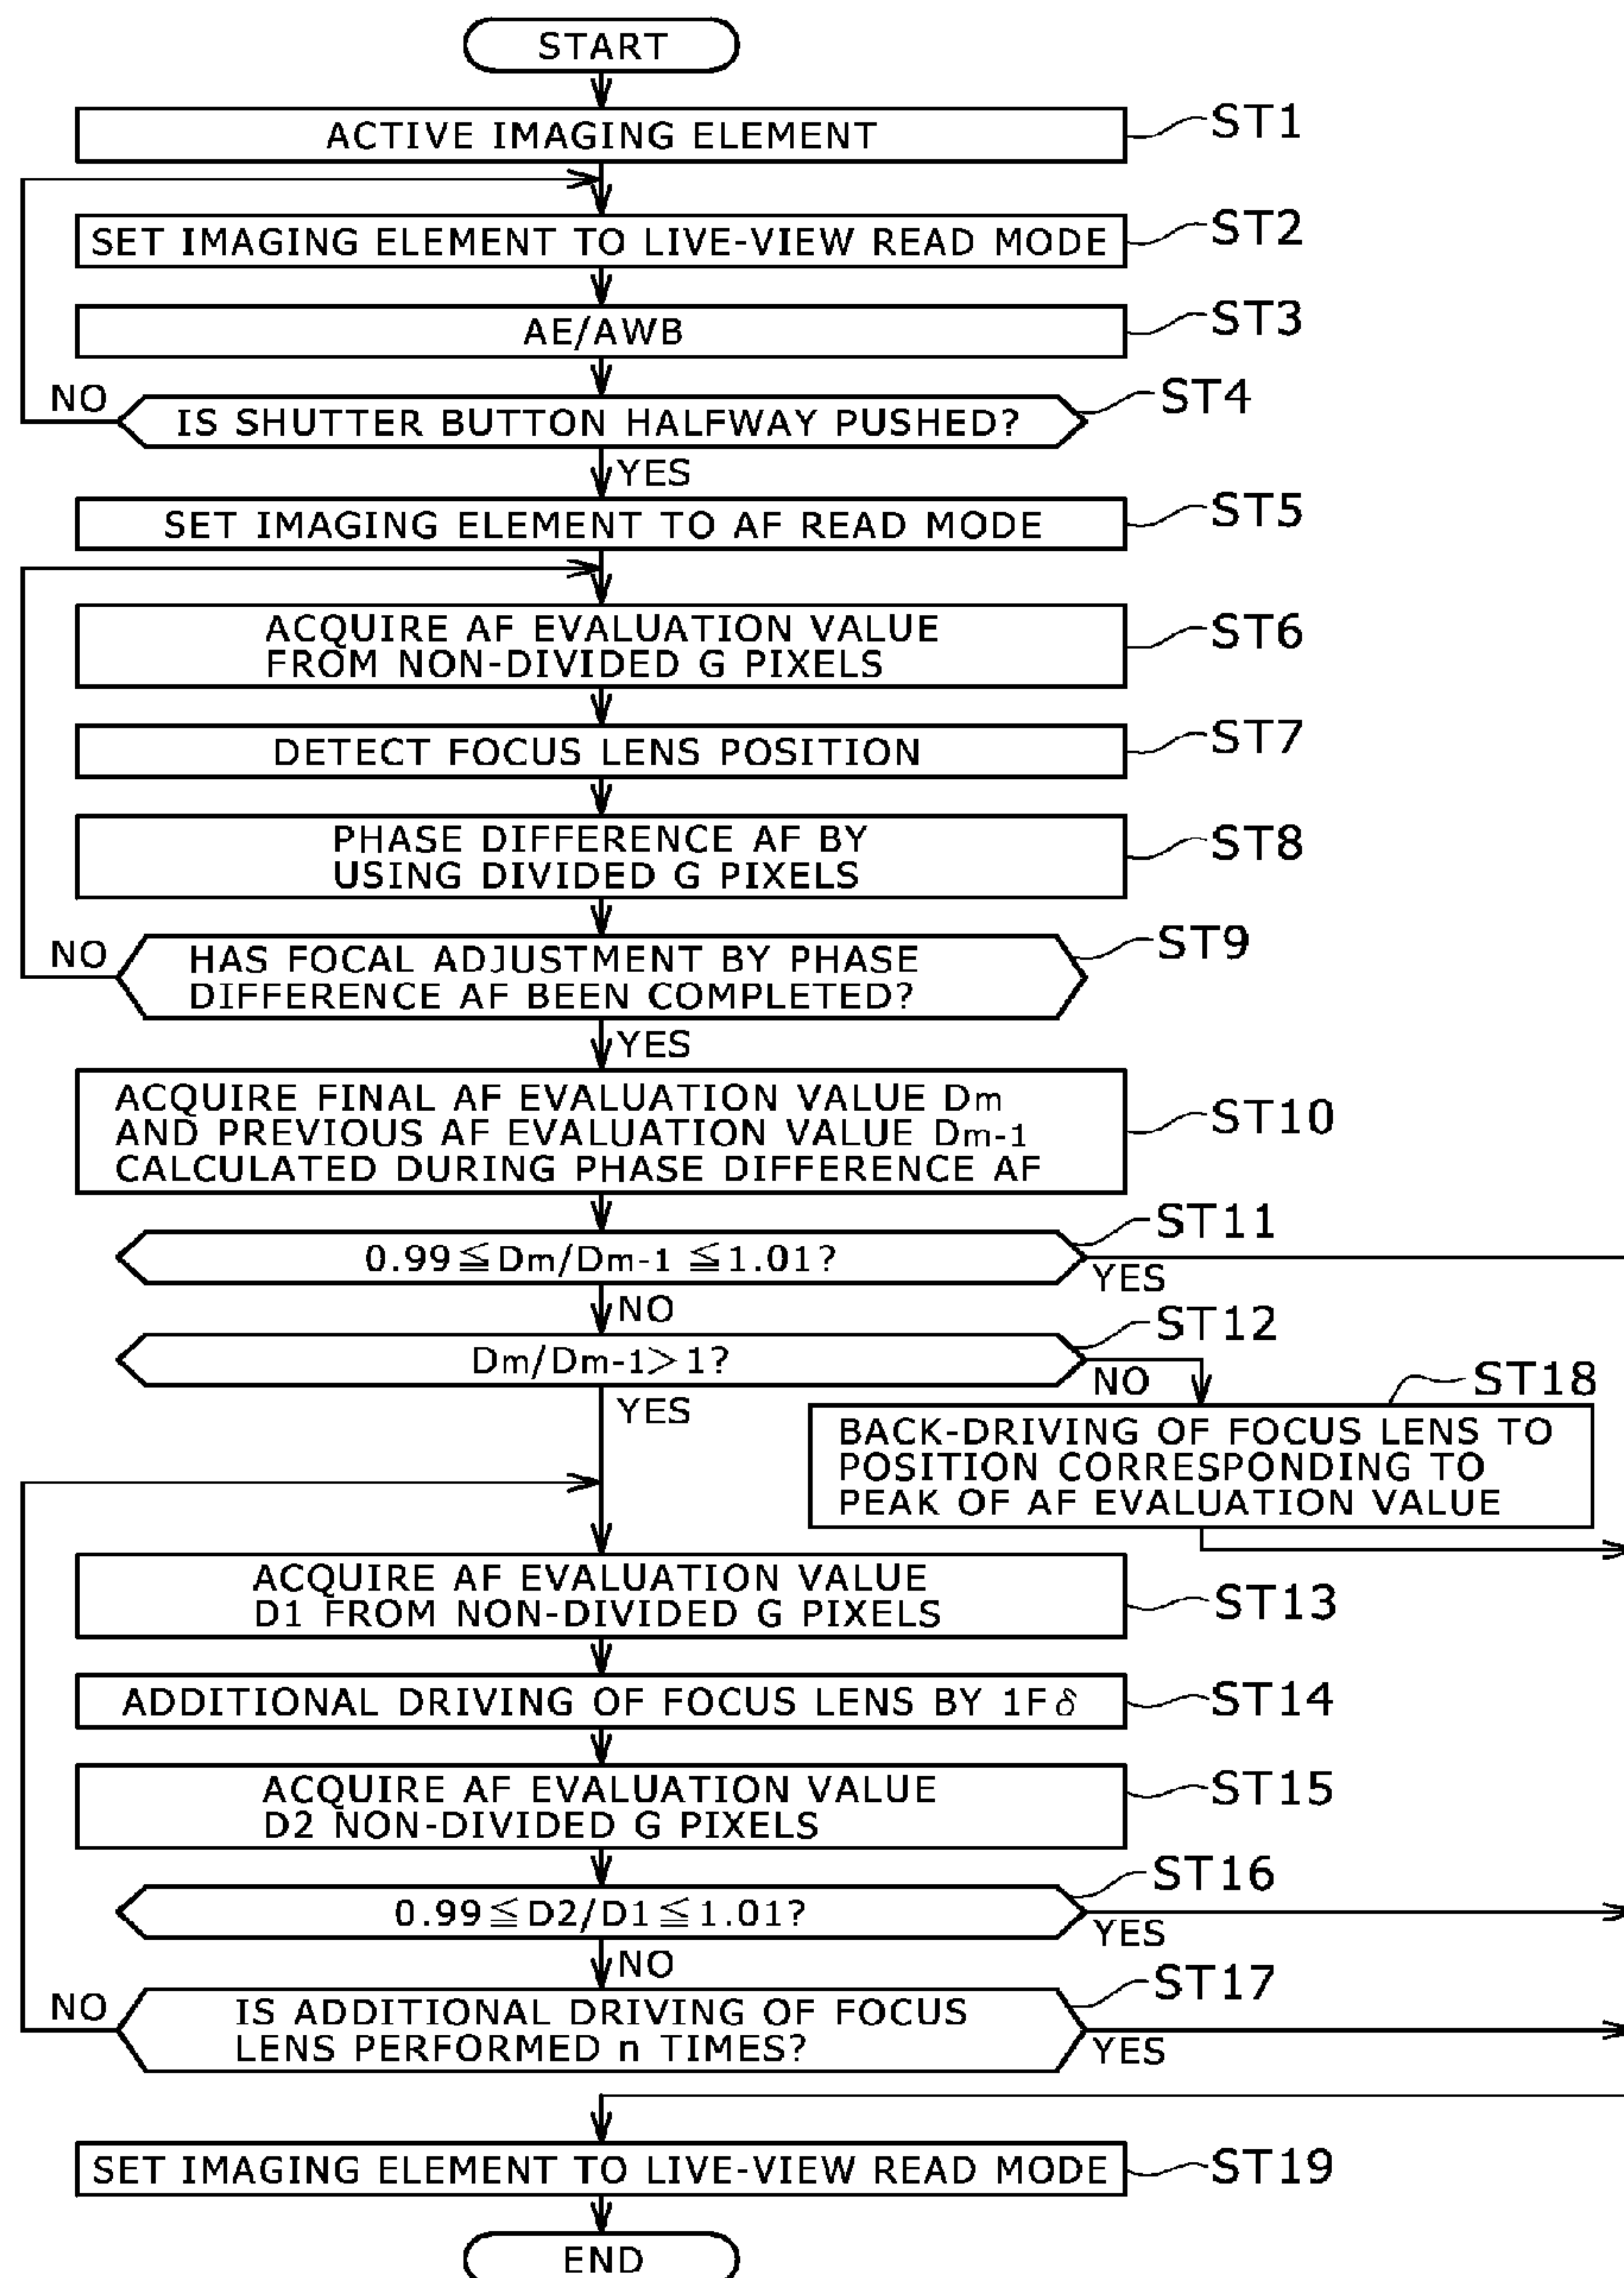 START
ACTIVE IMAGING ELEMENT
ST1
SET IMAGING ELEMENT TO LIVE-VIEW READ MODE
ST2
AE/AWB
ST3
NO
IS SHUTTER BUTTON HALFWAY PUSHED?
ST4
YES
SET IMAGING ELEMENT TO AF READ MODE
ST5
ACQUIRE AF EVALUATION VALUE
FROM NON-DIVIDED G PIXELS
ST6
DETECT FOCUS LENS POSITION
ST7
PHASE DIFFERENCE AF BY
USING DIVIDED G PIXELS
ST8
NO
HAS FOCAL ADJUSTMENT BY PHASE
DIFFERENCE AF BEEN COMPLETED?
ST9
YES
ACQUIRE FINAL AF EVALUATION VALUE Dm
AND PREVIOUS AF EVALUATION VALUE Dm-1
CALCULATED DURING PHASE DIFFERENCE AF
ST10
0.99≦Dm/Dm-1 ≦1.01?
ST11
YES
NO
Dm/Dm-1>1?
ST12
NO
YES
ST18
BACK-DRIVING OF FOCUS LENS TO
POSITION CORRESPONDING TO
PEAK OF AF EVALUATION VALUE
ACQUIRE AF EVALUATION VALUE
D1 FROM NON-DIVIDED G PIXELS
ST13
ADDITIONAL DRIVING OF FOCUS LENS BY 1Fδ
ST14
ACQUIRE AF EVALUATION VALUE
D2 NON-DIVIDED G PIXELS
ST15
0.99≦D2/D1≦1.01?
ST16
YES
NO
NO
IS ADDITIONAL DRIVING OF FOCUS
LENS PERFORMED n TIMES?
ST17
YES
SET IMAGING ELEMENT TO LIVE-VIEW READ MODE
ST19
END